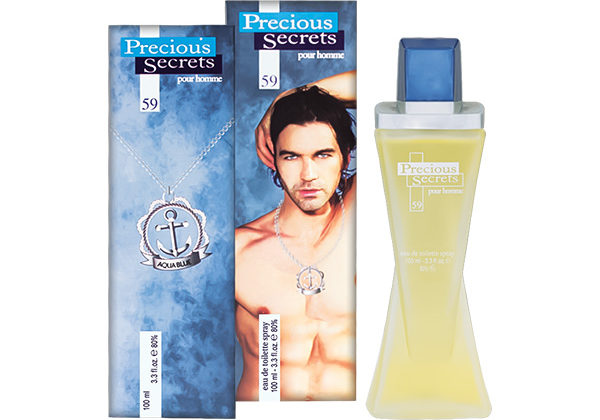 Precious
Secrets
pour homme
59
AQUA BLUE
100 ml 3.3 fl.oz. e 80%
Precious
Secrets
pour homme
59
eau de toilette spray
100 ml - 3.3 fl.oz. e 80%
Precious
Secrets
pour homme
59
eau de toilette spray
100 ml - 3.3 fl.oz. e
80%